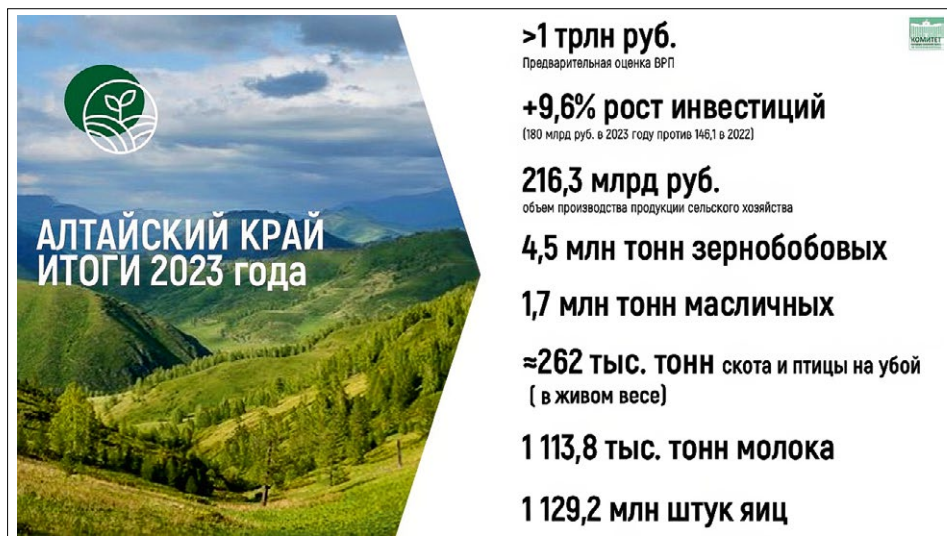 АЛТАЙСКИЙ КРАЙ
ИТОГИ 2023 года
КОМИТЕТ
>1 трлн руб.
Предварительная оценка ВРП
+9,6% рост инвестиций
(180 млрд руб. в 2023 году против 146,1 в 2022)
216,3 млрд руб.
объем производства продукции сельского хозяйства
4,5 млн тонн зернобобовых
1,7 млн тонн масличных
≈262 тыс. тонн скота и птицы на убой
( в живом весе)
1 113,8 тыс. тонн молока
1 129,2 млн штук яиц